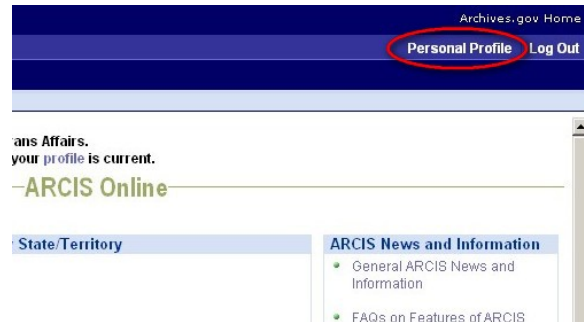 Archives.gov Home
Personal Profile Log Out
ans Affairs.
your profile is current.
ARCIS Online
State/Territory
ARCIS News and Information
General ARCIS News and
Information
FAQs on Features of ARCIS